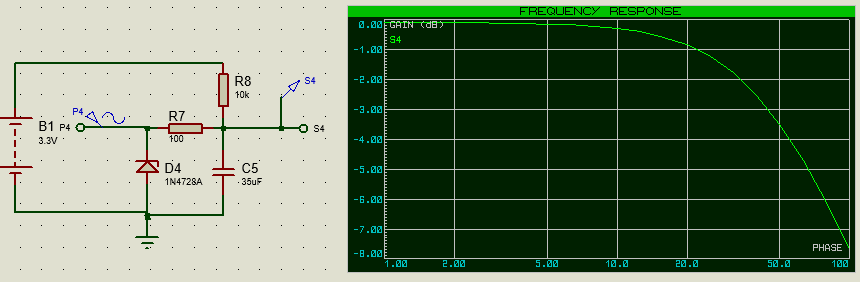 FREQUENCY RESPONSE
0.00
GAIN (dB)
S4
-1.00
-2.00
-3.00
-4.00
-5.00
-6.00
-7.00
-8.00
PHASE
1.00
2.00
5.00
10.0
20.0
50.0
100
R8
10k
S4
P4
R7
B1
P4
100
S4
3.3V
D4
C5
1N4728A
35uF